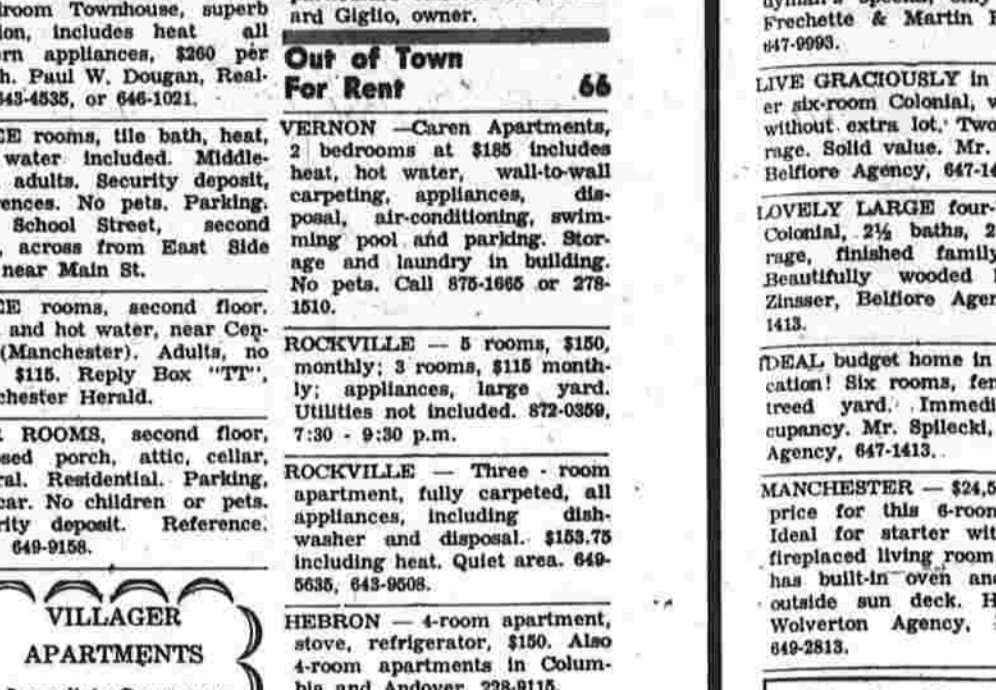 room Townhouse, superb
includes heat all
appliances, $260 per
Paul W. Dougan, Real-
643-4535, or 646-1021.
rooms, tile bath, heat,
water included. Middle-
adults. Security deposit,
No pets. Parking.
School Street, second
across from East Side
near Main St.
rooms, second floor.
and hot water, near Cen-
(Manchester). Adults, no
$115. Reply Box "TT",
chester Herald.
ROOMS, second floor,
porch, attic, cellar,
Residential. Parking,
car. No children or pets.
deposit. Reference.
649-9158.
VILLAGER
APARTMENTS
ard Giglio, owner.
Out of Town
For Rent 66
VERNON —Caren Apartments,
2 bedrooms at $185 includes
heat, hot water, wall-to-wall
carpeting, appliances, dis-
posal, air-conditioning, swim-
ming pool and parking. Stor-
age and laundry in building.
No pets. Call 875-1665 or 278-
1510.
ROCKVILLE — 5 rooms, $150,
monthly; 3 rooms, $115 month-
ly; appliances, large yard.
Utilities not included. 872-0359,
7:30 - 9:30 p.m.
ROCKVILLE — Three - room
apartment, fully carpeted, all
appliances, including dish-
washer and disposal. $153.75
including heat. Quiet area. 649-
5635, 643-9508.
HEBRON — 4-room apartment,
stove, refrigerator, $150. Also
4-room apartments in Colum-
bia and Andover. 228-9115.
Frechette & Martin
647-9993.
LIVE GRACIOUSLY in
er six-room Colonial,
without extra lot. Two
rage. Solid value. Mr.
Belfiore Agency, 647-14
LOVELY LARGE four-
Colonial, 2½ baths, 2
rage, finished family
Beautifully wooded
Zinsser, Belfiore Agen
1413.
IDEAL budget home in
cation! Six rooms, fen
treed yard. Immedi
cupancy. Mr. Spilecki,
Agency, 647-1413.
MANCHESTER — $24,5
price for this 6-room
Ideal for starter wit
fireplaced living room
has built-in oven and
outside sun deck. H
Wolverton Agency,
649-2813.